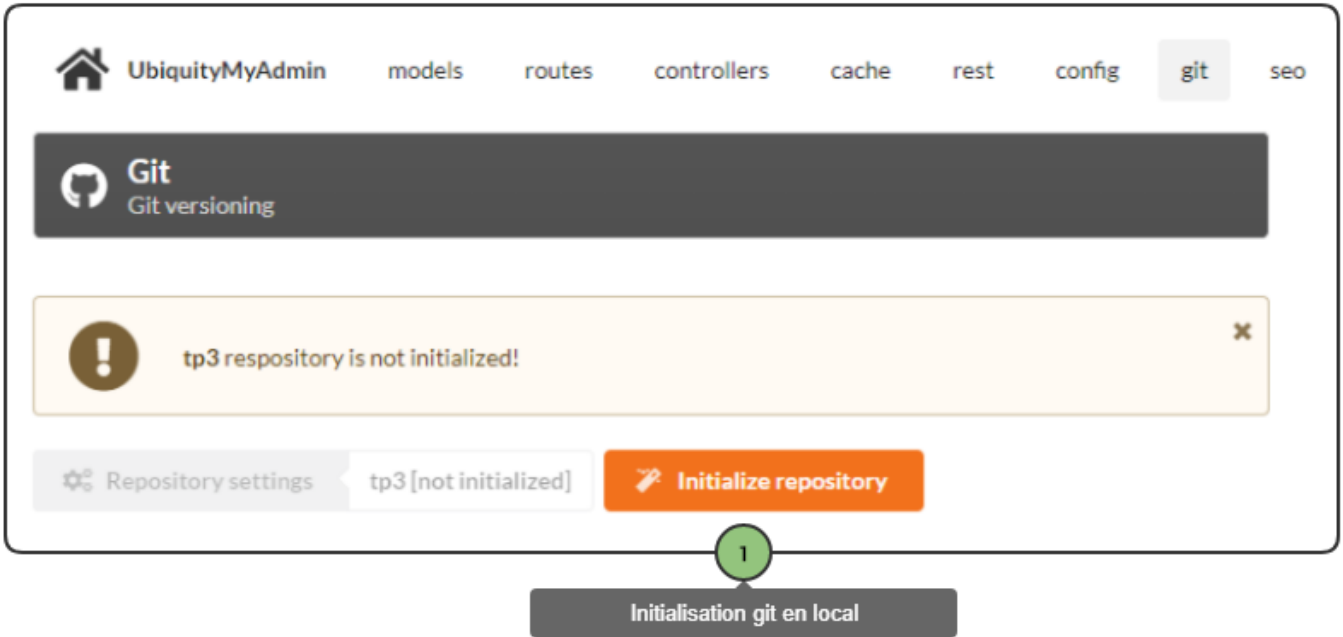 UbiquityMyAdmin models routes controllers cache rest config git seo
Git
Git versioning
tp3 respository is not initialized!
Repository settings tp3 [not initialized] Initialize repository
1
Initialisation git en local